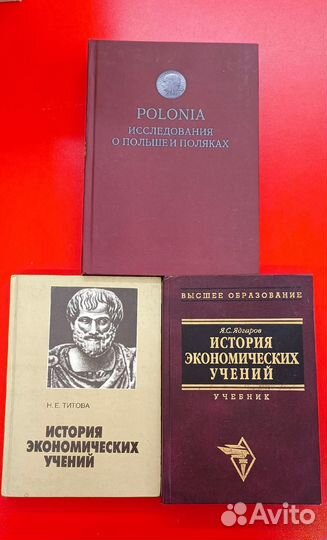 POLONIA
ИССЛЕДОВАНИЯ
О ПОЛЬШЕ И ПОЛЯКАХ
Н.Е. ТИТОВА
ИСТОРИЯ
ЭКОНОМИЧЕСКИХ
УЧЕНИЙ
ВЫСШЕЕ ОБРАЗОВАНИЕ
Я.С. Ядгаров
ИСТОРИЯ
ЭКОНОМИЧЕСКИХ
УЧЕНИЙ
УЧЕБНИК
Avito